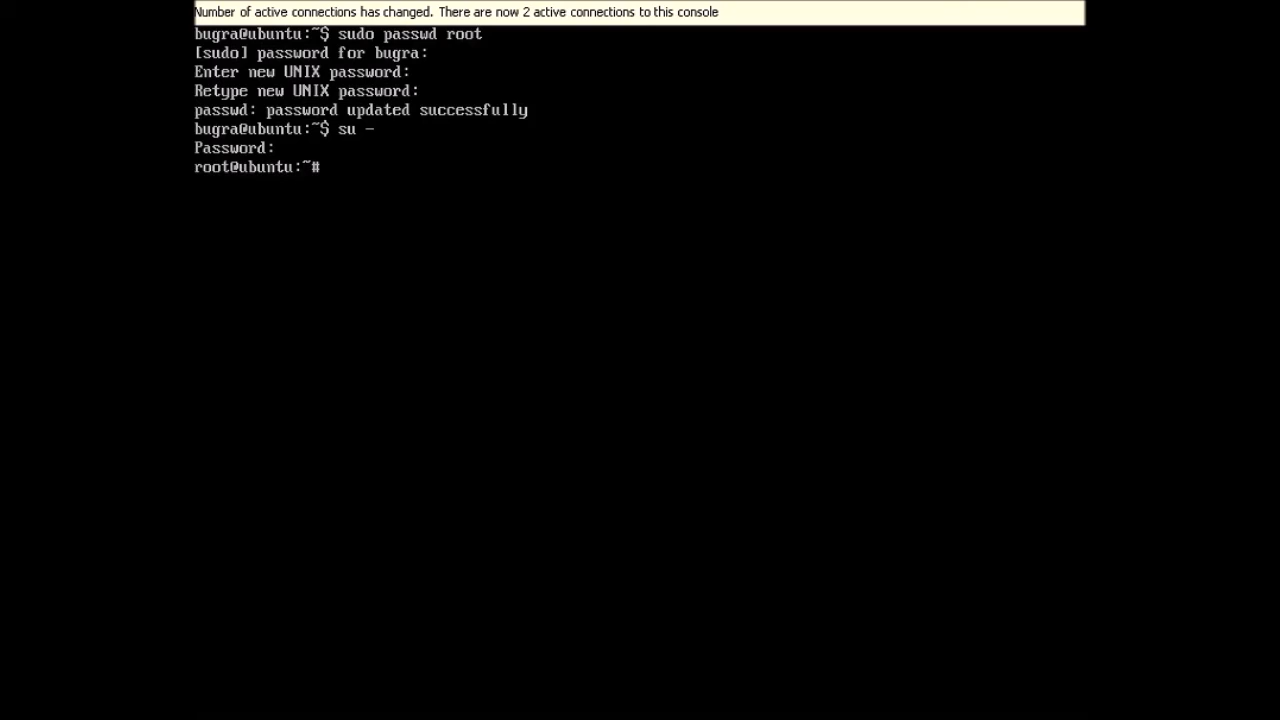 Number of active connections has changed. There are now 2 active connections to this console
bugra@ubuntu:~$ sudo passwd root
[sudo] password for bugra:
Enter new UNIX password:
Retype new UNIX password:
passwd: password updated successfully
bugra@ubuntu:~$ su -
Password:
root@ubuntu:~#